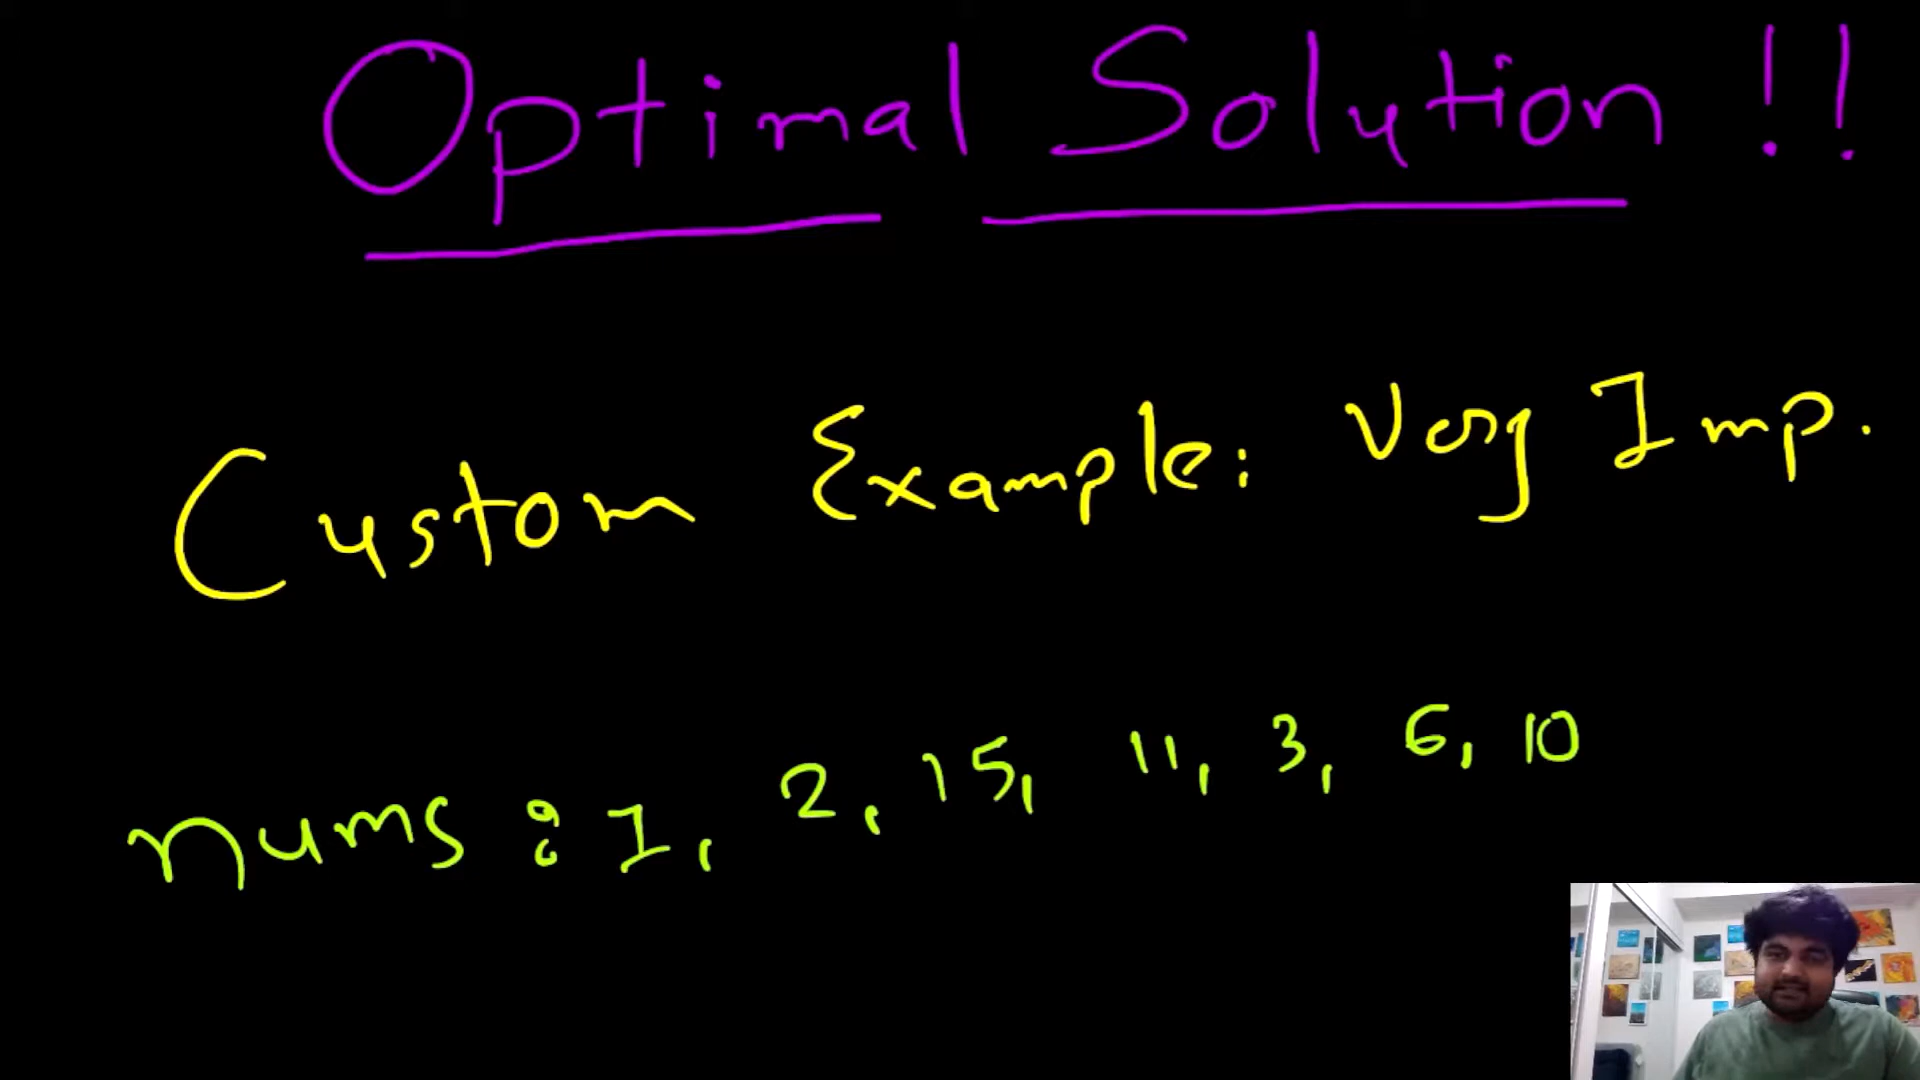 Optimal Solution !!
Custom Example: Very Imp.
nums : 1, 2, 15, 11, 3, 6, 10